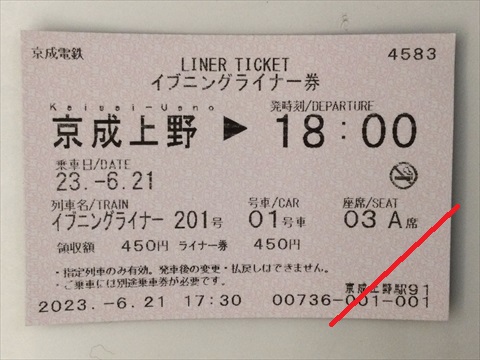 京成電鉄 4583
LINER TICKET
イブニングライナー券
Keisei-Ueno 発時刻/DEPARTURE
京成上野 ▶ 18:00
乗車日/DATE
23.-6.21
列車名/TRAIN 号車/CAR 座席/SEAT
イブニングライナー 201号 01号車 03 A席
領収額 450円 ライナー券 450円
・指定列車のみ有効。発車後の変更・払戻しはできません。
・ご乗車には別途乗車券が必要です。
京成上野駅91
2023.-6.21 17:30 00736-001-001